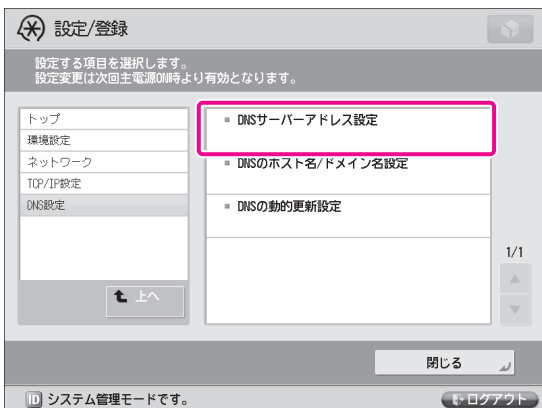 設定/登録
設定する項目を選択します。
設定変更は次回主電源ON時より有効となります。
トップ
環境設定
ネットワーク
TCP/IP設定
DNS設定
上へ
DNSサーバーアドレス設定
DNSのホスト名/ドメイン名設定
DNSの動的更新設定
1/1
閉じる
ID システム管理モードです。
ログアウト